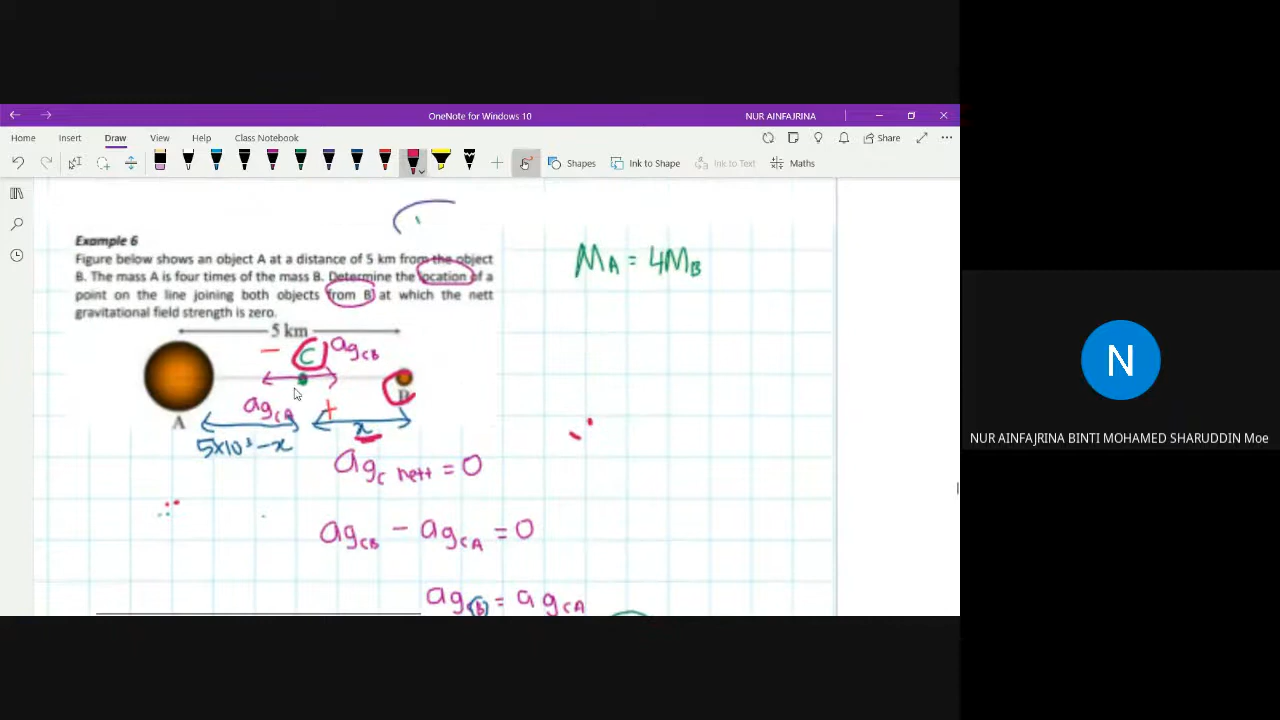 OneNote for Windows 10
NUR AINFAJRINA
Home Insert Draw View Help Class Notebook
Share
Shapes Ink to Shape Ink to Text Maths
Example 6
Figure below shows an object A at a distance of 5 km from the object
B. The mass A is four times of the mass B. Determine the location of a
point on the line joining both objects from B at which the nett
gravitational field strength is zero.
MA = 4MB
5 km
− C agCB
B
agCA +
A
x
5×10³ − x
agC nett = 0
agCB − agCA = 0
agCB = agCA
N
NUR AINFAJRINA BINTI MOHAMED SHARUDDIN Moe